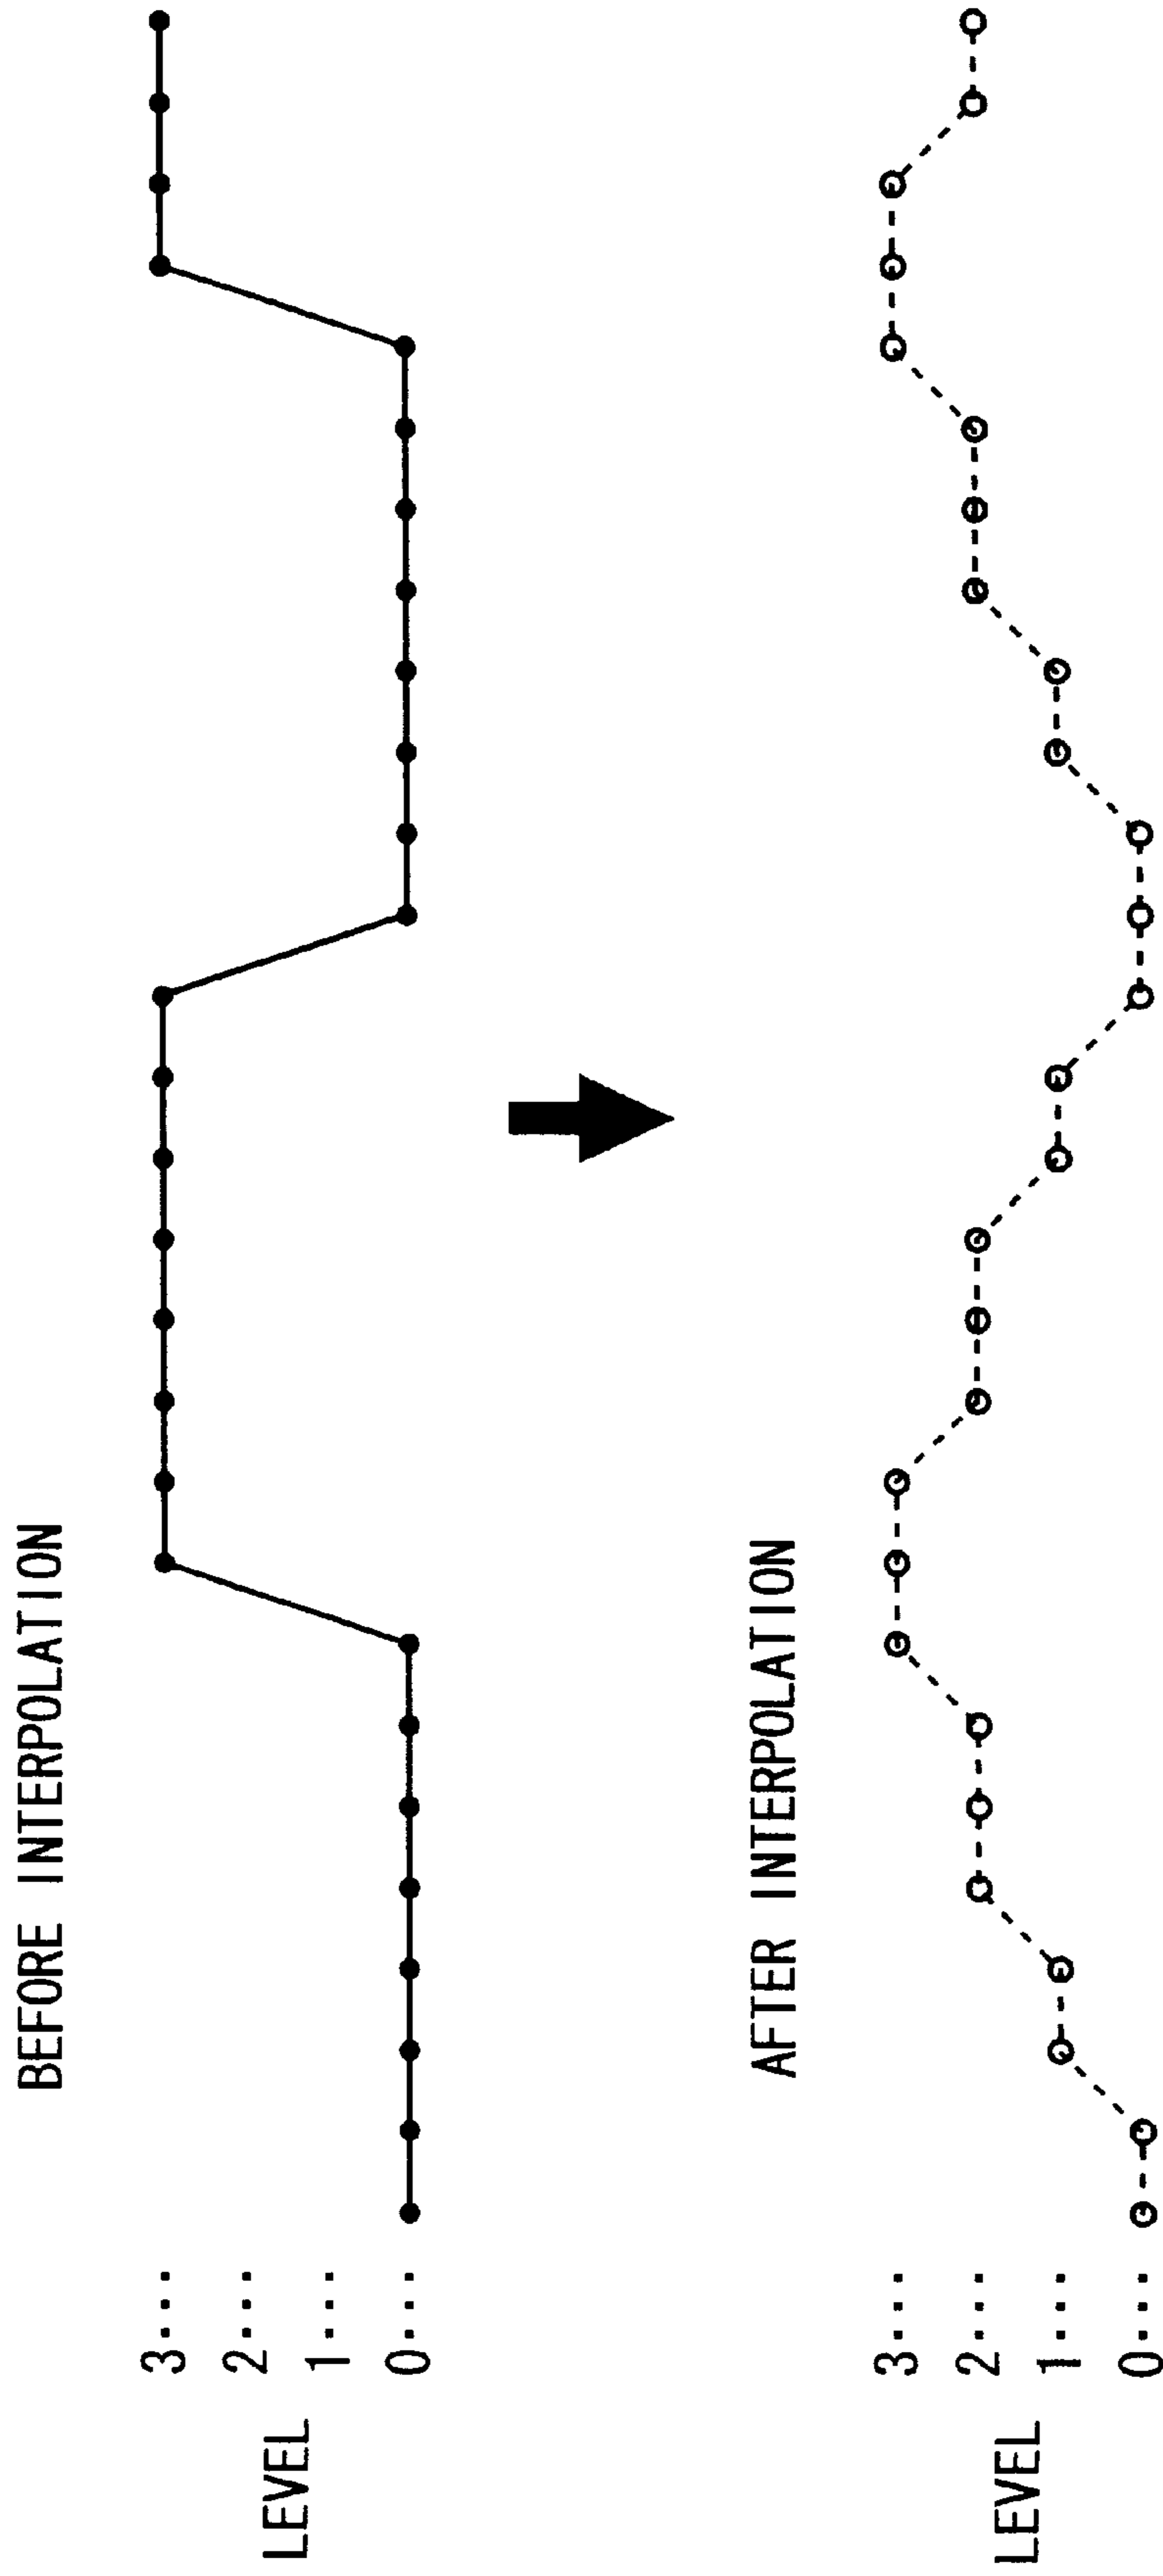 BEFORE INTERPOLATION
LEVEL
3...
2...
1...
0...
AFTER INTERPOLATION
LEVEL
3...
2...
1...
0...